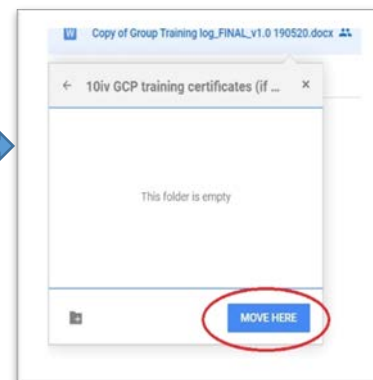 W Copy of Group Training log_FINAL_v1.0 190520.docx
← 10iv GCP training certificates (if ... ×
This folder is empty
MOVE HERE